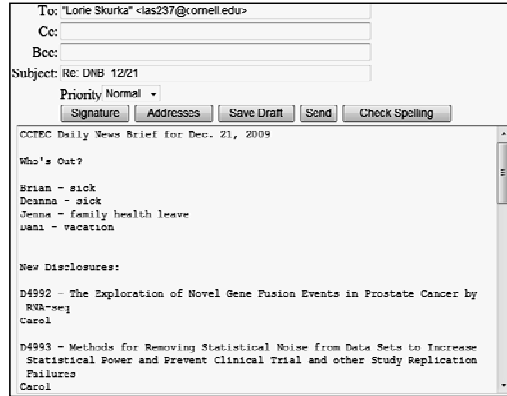 To: "Lorie Skurka" <las237@cornell.edu>
Cc:
Bcc:
Subject: Re: DNB 12/21
Priority Normal
Signature Addresses Save Draft Send Check Spelling
CCTEC Daily News Brief for Dec. 21, 2009
Who's Out?
Brian - sick
Deanna - sick
Jenna - family health leave
Dani - vacation
New Disclosures:
D4992 - The Exploration of Novel Gene Fusion Events in Prostate Cancer by
RNA-seq
Carol
D4993 - Methods for Removing Statistical Noise from Data Sets to Increase
Statistical Power and Prevent Clinical Trial and other Study Replication
Failures
Carol